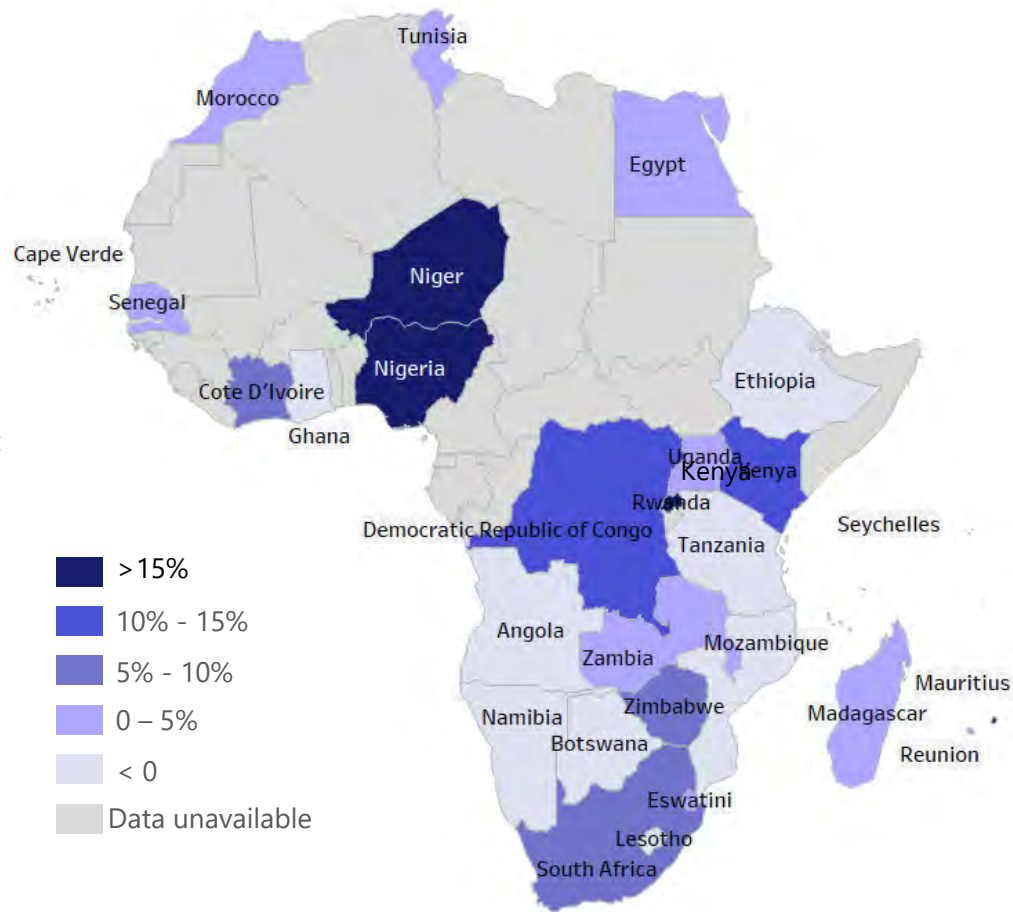 Tunisia
Morocco
Egypt
Cape Verde
Niger
Senegal
Nigeria
Ethiopia
Cote D'Ivoire
Ghana
Uganda
Kenya
Kenya
Rwanda
Seychelles
Democratic Republic of Congo
Tanzania
>15%
10% - 15%
Angola
Mozambique
Zambia
5% - 10%
Mauritius
Zimbabwe
Madagascar
Namibia
0 – 5%
Botswana
Reunion
< 0
Eswatini
Data unavailable
Lesotho
South Africa